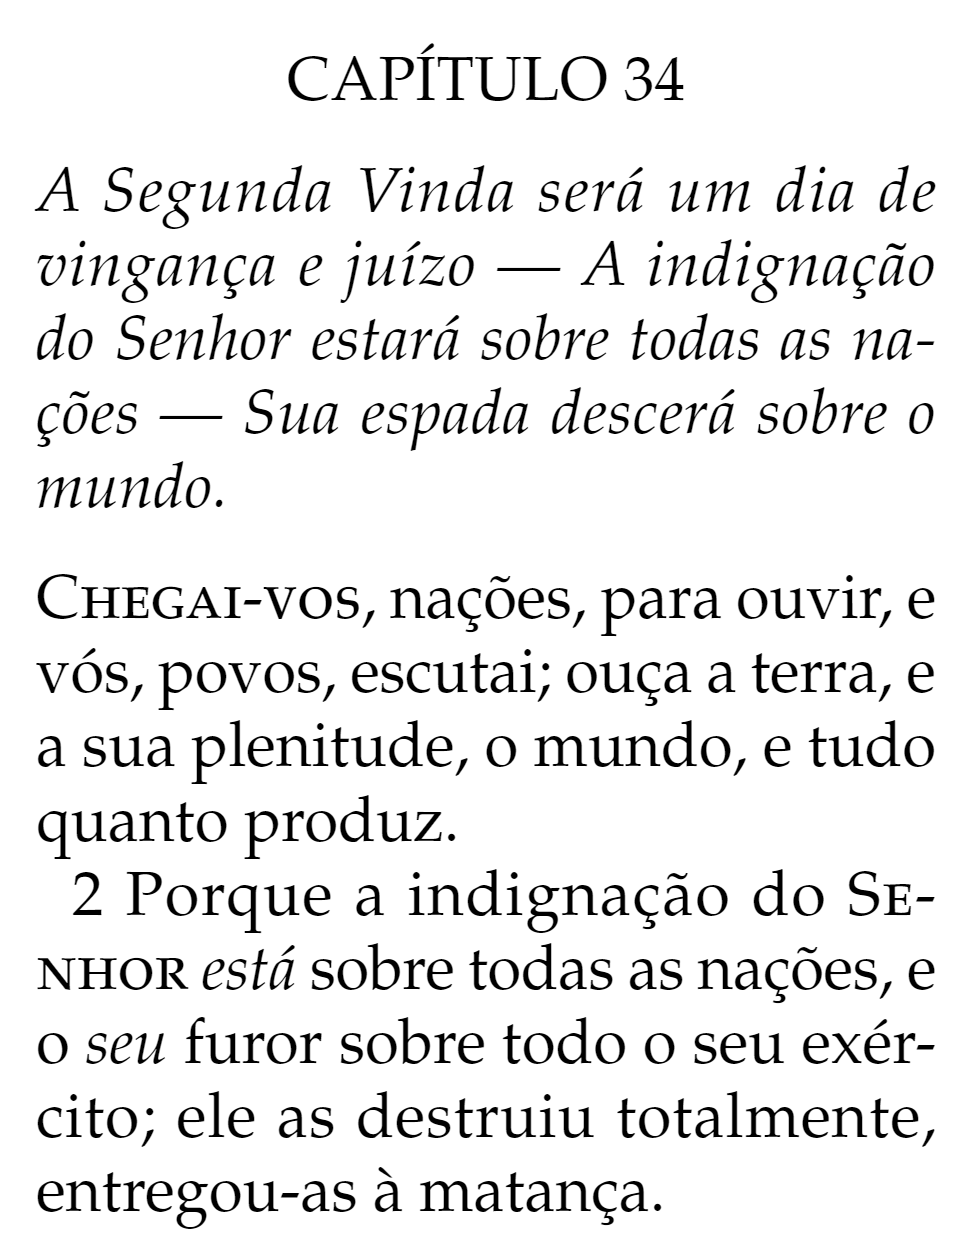 CAPÍTULO 34
A Segunda Vinda será um dia de
vingança e juízo — A indignação
do Senhor estará sobre todas as na-
ções — Sua espada descerá sobre o
mundo.
CHEGAI-VOS, nações, para ouvir, e
vós, povos, escutai; ouça a terra, e
a sua plenitude, o mundo, e tudo
quanto produz.
2 Porque a indignação do SE-
NHOR está sobre todas as nações, e
o seu furor sobre todo o seu exér-
cito; ele as destruiu totalmente,
entregou-as à matança.